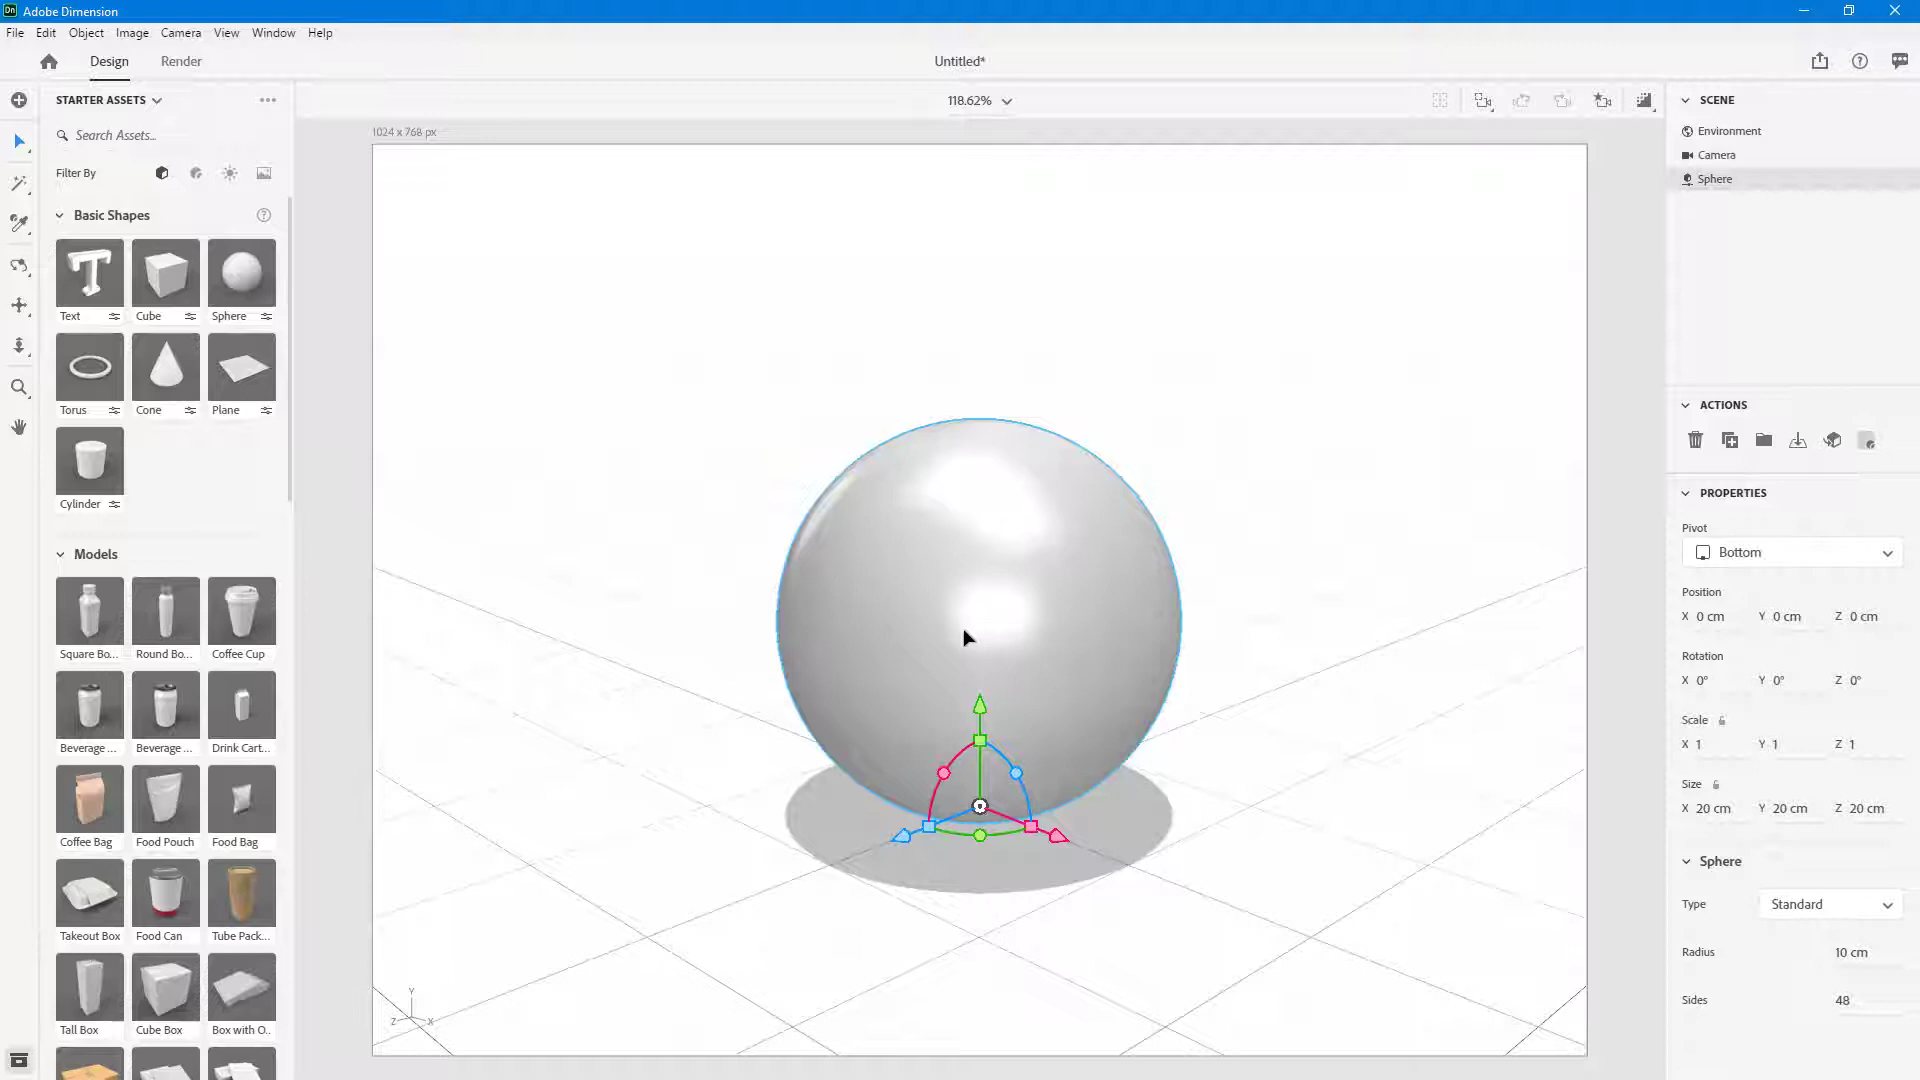 Dn Adobe Dimension
File Edit Object Image Camera View Window Help
Design Render Untitled*
STARTER ASSETS
Search Assets...
Filter By
Basic Shapes
Text Cube Sphere
Torus Cone Plane
Cylinder
Models
Square Bo... Round Bo... Coffee Cup
Beverage ... Beverage ... Drink Cart...
Coffee Bag Food Pouch Food Bag
Takeout Box Food Can Tube Pack...
Tall Box Cube Box Box with O..
118.62%
1024 x 768 px
Y
Z X
SCENE
Environment
Camera
Sphere
ACTIONS
PROPERTIES
Pivot
Bottom
Position
X 0 cm Y 0 cm Z 0 cm
Rotation
X 0° Y 0° Z 0°
Scale
X 1 Y 1 Z 1
Size
X 20 cm Y 20 cm Z 20 cm
Sphere
Type Standard
Radius 10 cm
Sides 48